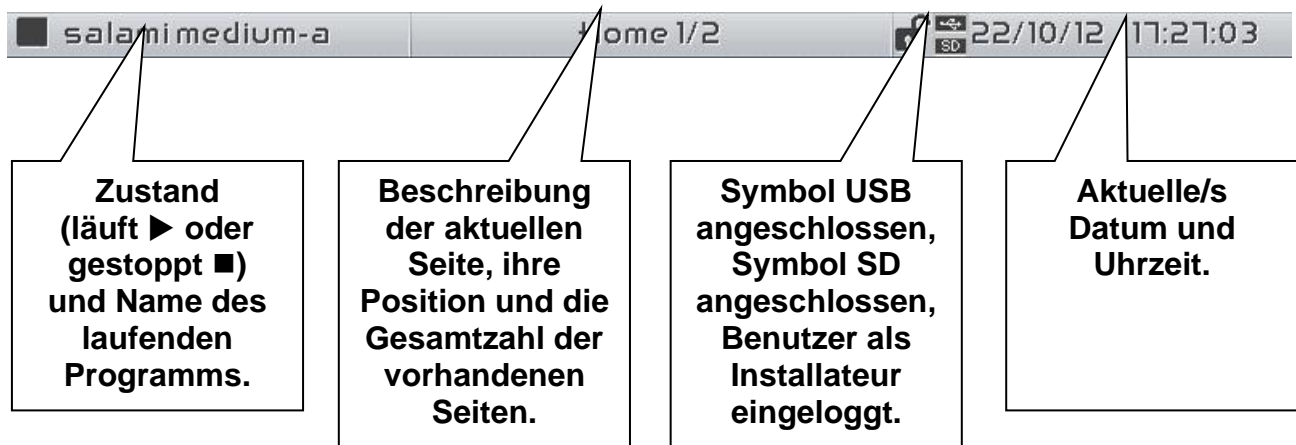 salami medium-a Home 1/2 SD 22/10/12 17:27:03
Zustand
(läuft ▶ oder
gestoppt ■)
und Name des
laufenden
Programms.
Beschreibung
der aktuellen
Seite, ihre
Position und die
Gesamtzahl der
vorhandenen
Seiten.
Symbol USB
angeschlossen,
Symbol SD
angeschlossen,
Benutzer als
Installateur
eingeloggt.
Aktuelle/s
Datum und
Uhrzeit.